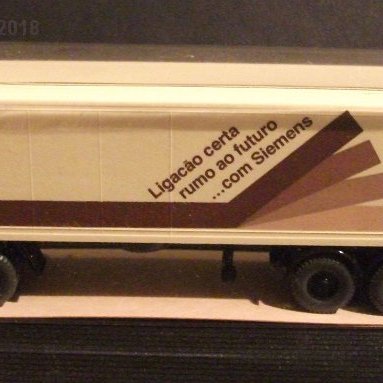 2018
Ligacão certa
rumo ao futuro
...com Siemens